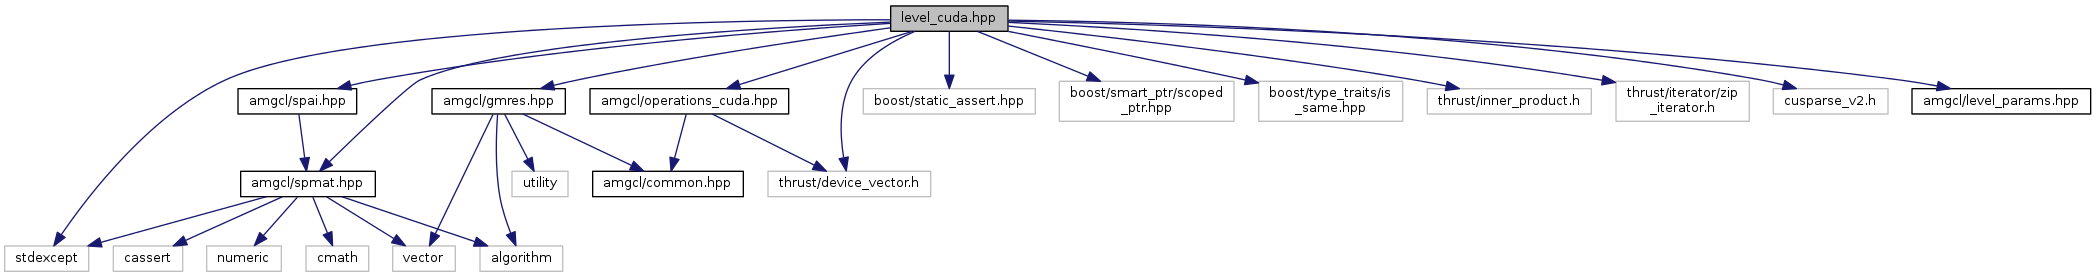 level_cuda.hpp
amgcl/spai.hpp
amgcl/gmres.hpp
amgcl/operations_cuda.hpp
boost/static_assert.hpp
boost/smart_ptr/scoped
_ptr.hpp
boost/type_traits/is
_same.hpp
thrust/inner_product.h
thrust/iterator/zip
_iterator.h
cusparse_v2.h
amgcl/level_params.hpp
amgcl/spmat.hpp
utility
amgcl/common.hpp
thrust/device_vector.h
stdexcept
cassert
numeric
cmath
vector
algorithm